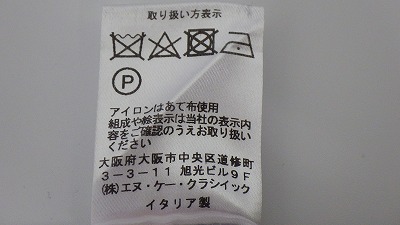 取り扱い方表示
P
アイロンはあて布使用
組成や絵表示は当社の表示内
容をご確認のうえお取り扱い
ください
大阪府大阪市中央区道修町
3-3-11 旭光ビル9F
(株)エヌ・ケー・クラシイック
イタリア製